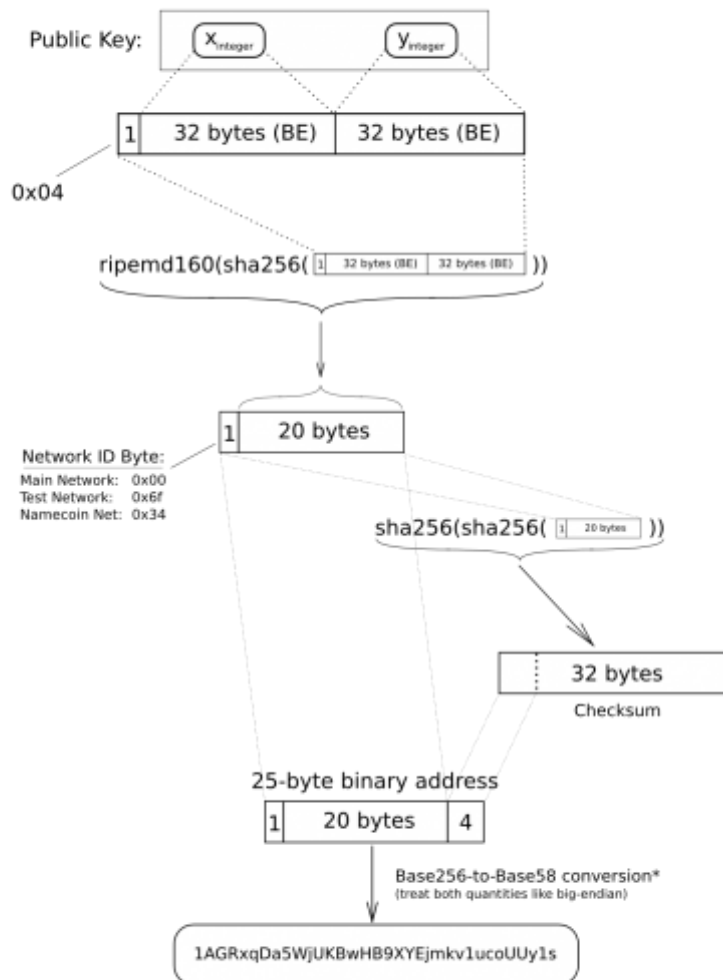 Public Key: x integer y integer
1 32 bytes (BE) 32 bytes (BE)
0x04
ripemd160(sha256( 1 32 bytes (BE) 32 bytes (BE) ))
1 20 bytes
Network ID Byte:
Main Network: 0x00
Test Network: 0x6f
Namecoin Net: 0x34
sha256(sha256( 1 20 bytes ))
32 bytes
Checksum
25-byte binary address
1 20 bytes 4
Base256-to-Base58 conversion*
(treat both quantities like big-endian)
1AGRxqDa5WjUKBwHB9XYEjmkv1ucoUUy1s